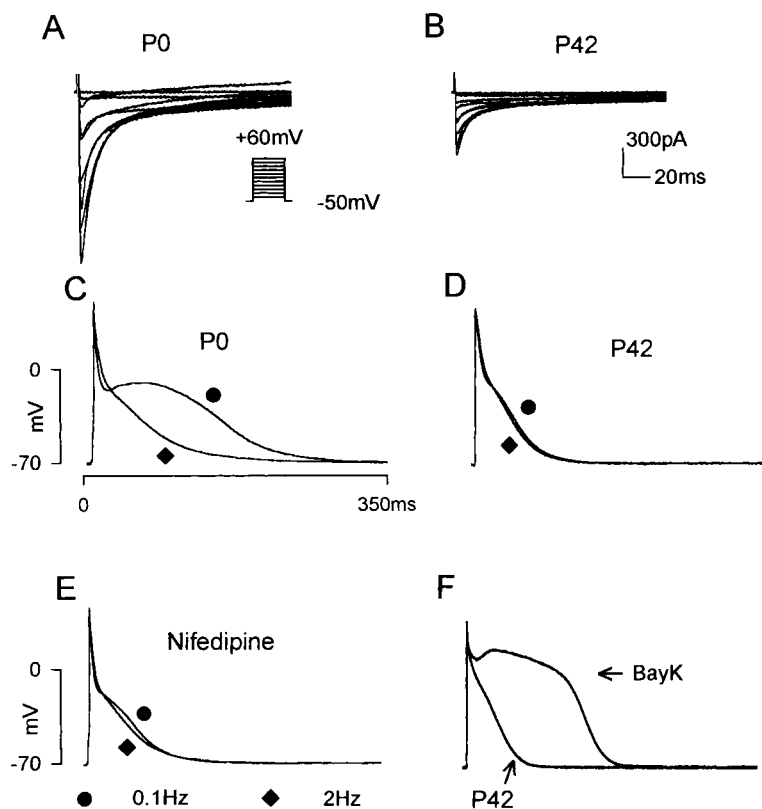 A
P0
B
P42
+60mV
-50mV
300pA
20ms
C
P0
D
P42
0
mV
-70
0
350ms
E
Nifedipine
F
0
mV
-70
BayK
P42
● 0.1Hz ◆ 2Hz